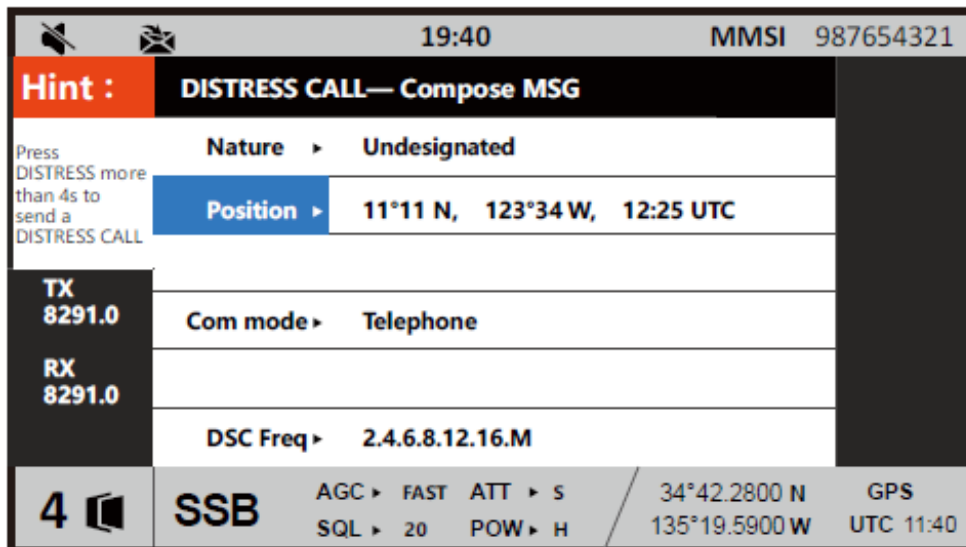 19:40 MMSI 987654321
Hint :
DISTRESS CALL— Compose MSG
Press
DISTRESS more
than 4s to
send a
DISTRESS CALL
Nature ▸ Undesignated
Position ▸ 11°11 N, 123°34 W, 12:25 UTC
TX
8291.0
Com mode ▸ Telephone
RX
8291.0
DSC Freq ▸ 2.4.6.8.12.16.M
4 SSB
AGC ▸ FAST ATT ▸ S
SQL ▸ 20 POW ▸ H
34°42.2800 N GPS
135°19.5900 W UTC 11:40